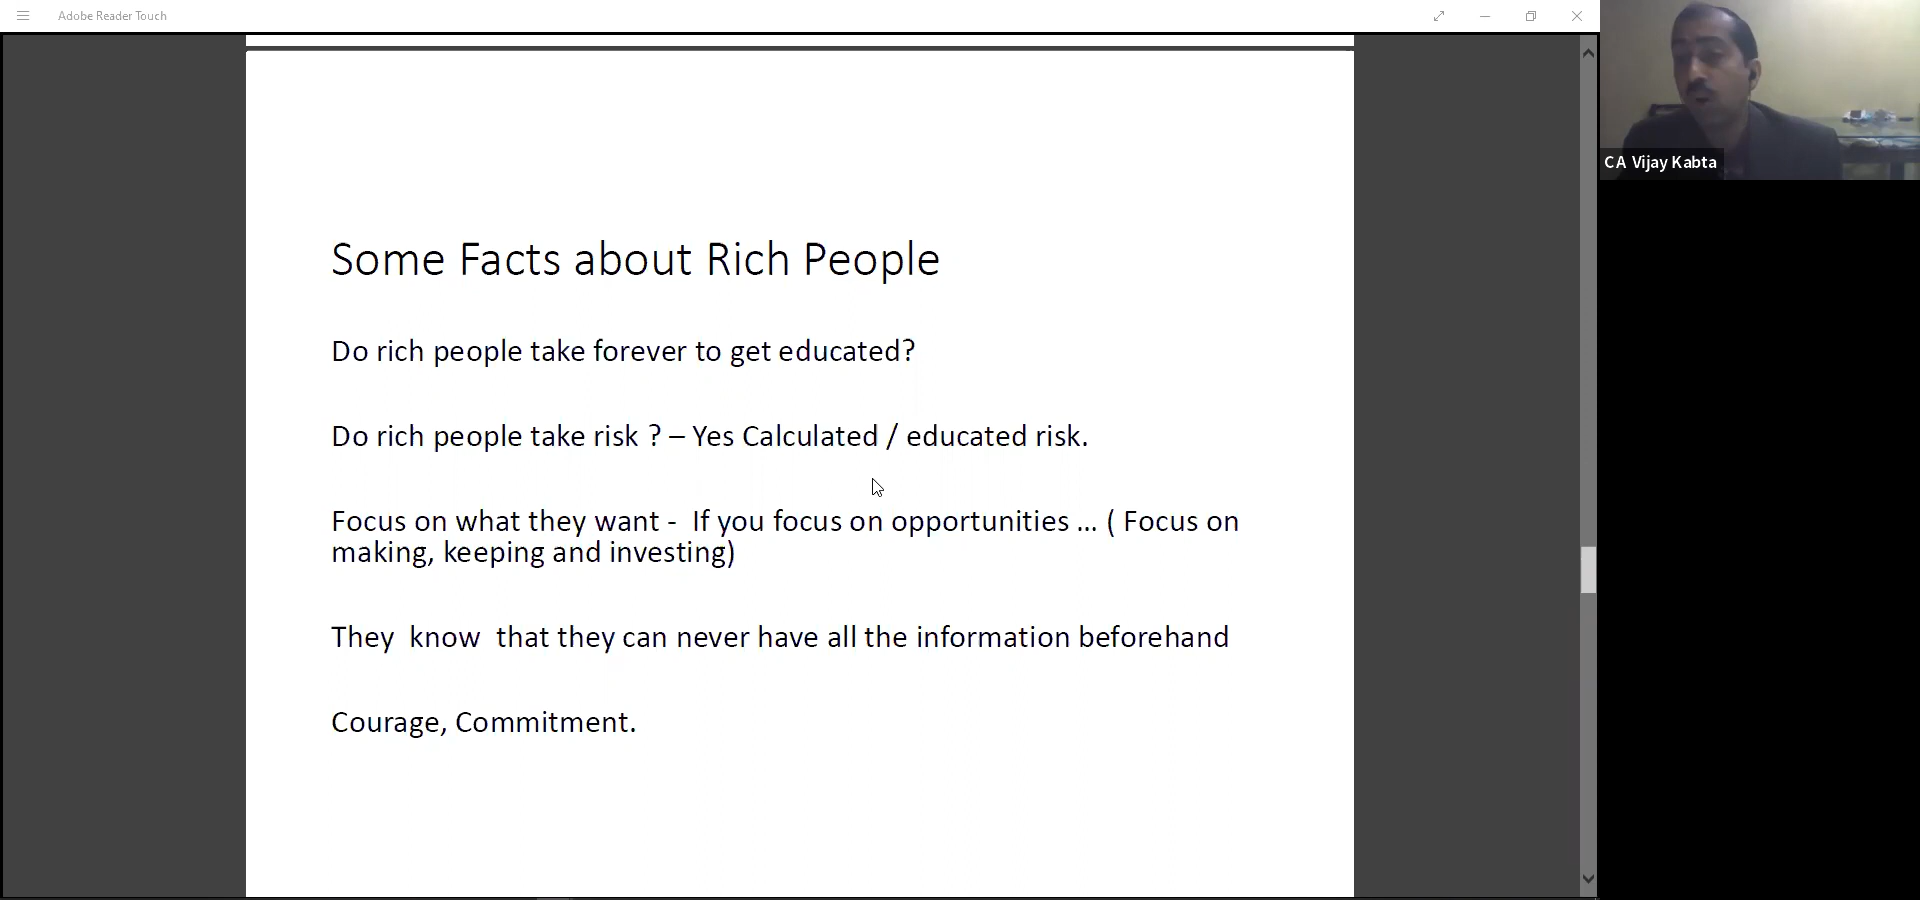 Adobe Reader Touch
CA Vijay Kabta
Some Facts about Rich People
Do rich people take forever to get educated?
Do rich people take risk ? – Yes Calculated / educated risk.
Focus on what they want -  If you focus on opportunities ... ( Focus on
making, keeping and investing)
They  know  that they can never have all the information beforehand
Courage, Commitment.